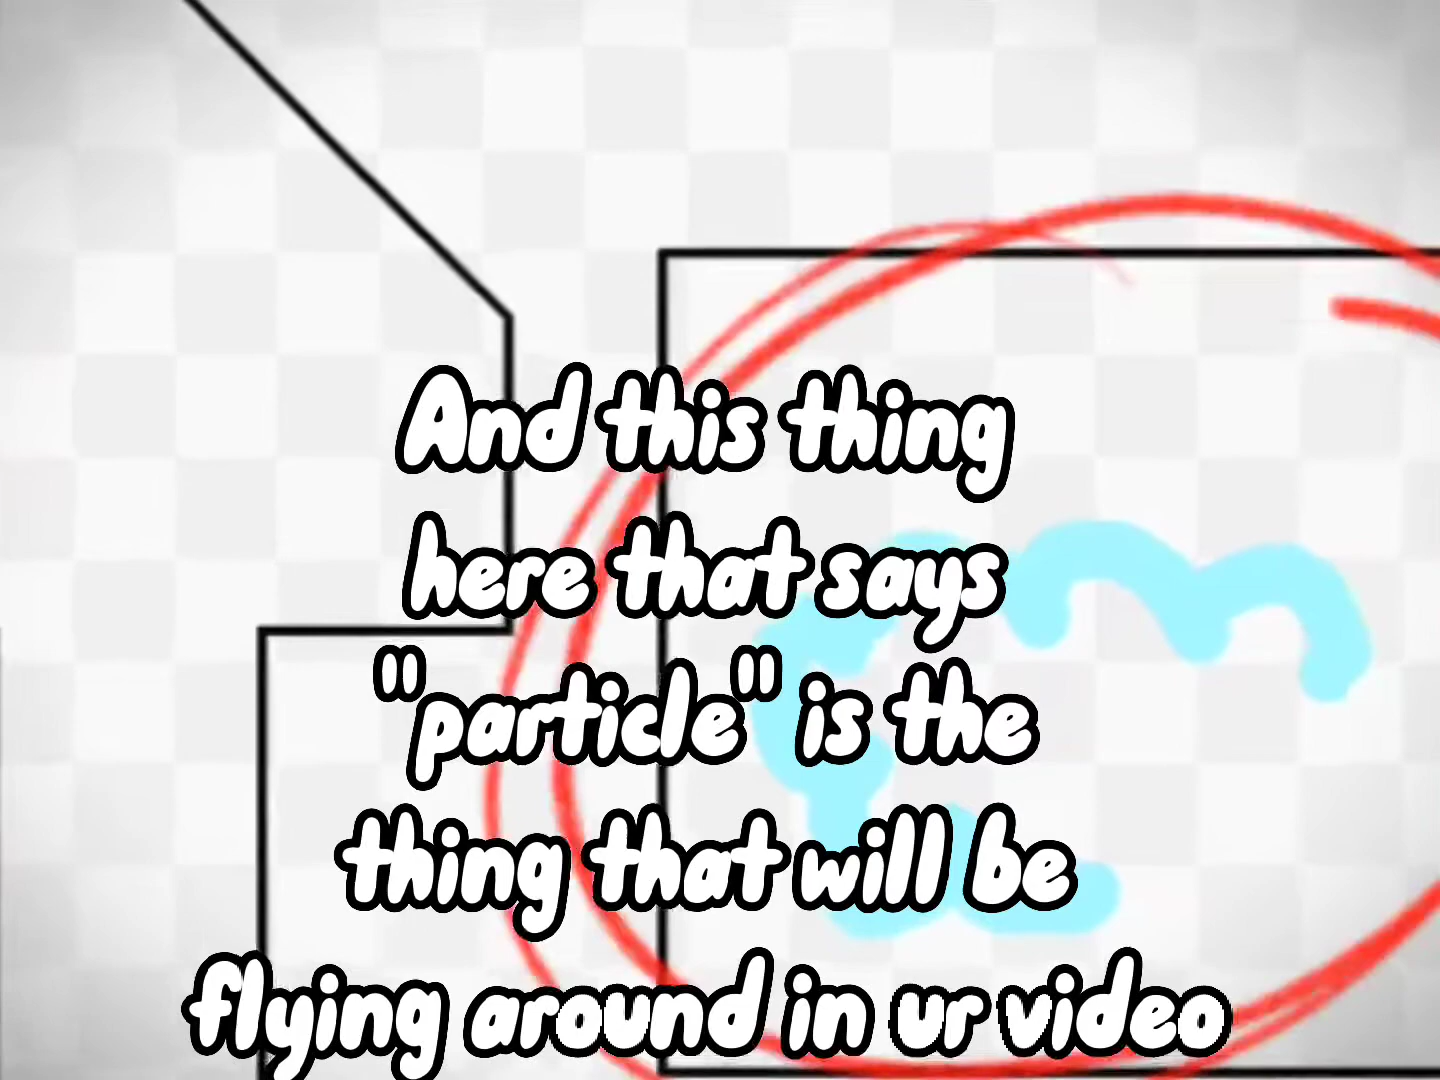 And this thing
here that says
"particle" is the
thing that will be
flying around in ur video